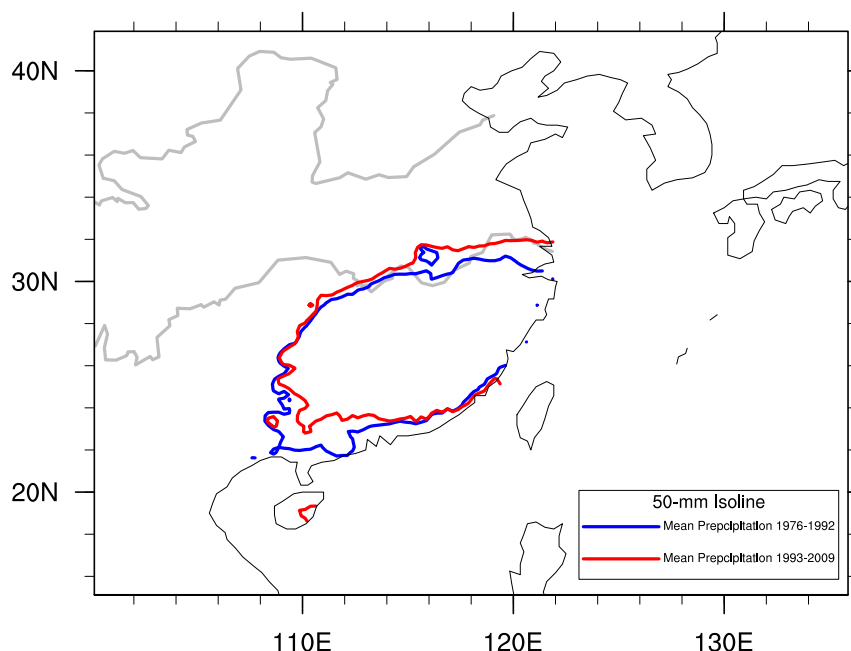 40N
30N
20N
50-mm Isoline
Mean Prepcipitation 1976-1992
Mean Prepcipitation 1993-2009
110E 120E 130E